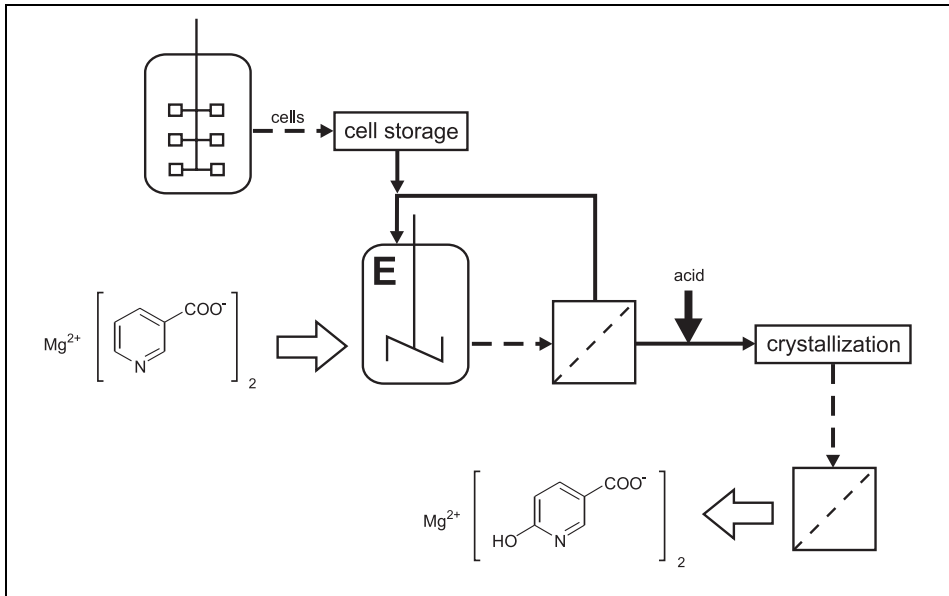 cells
cell storage
E
acid
Mg2+ [ N COO- ] 2
crystallization
Mg2+ [ HO N COO- ] 2